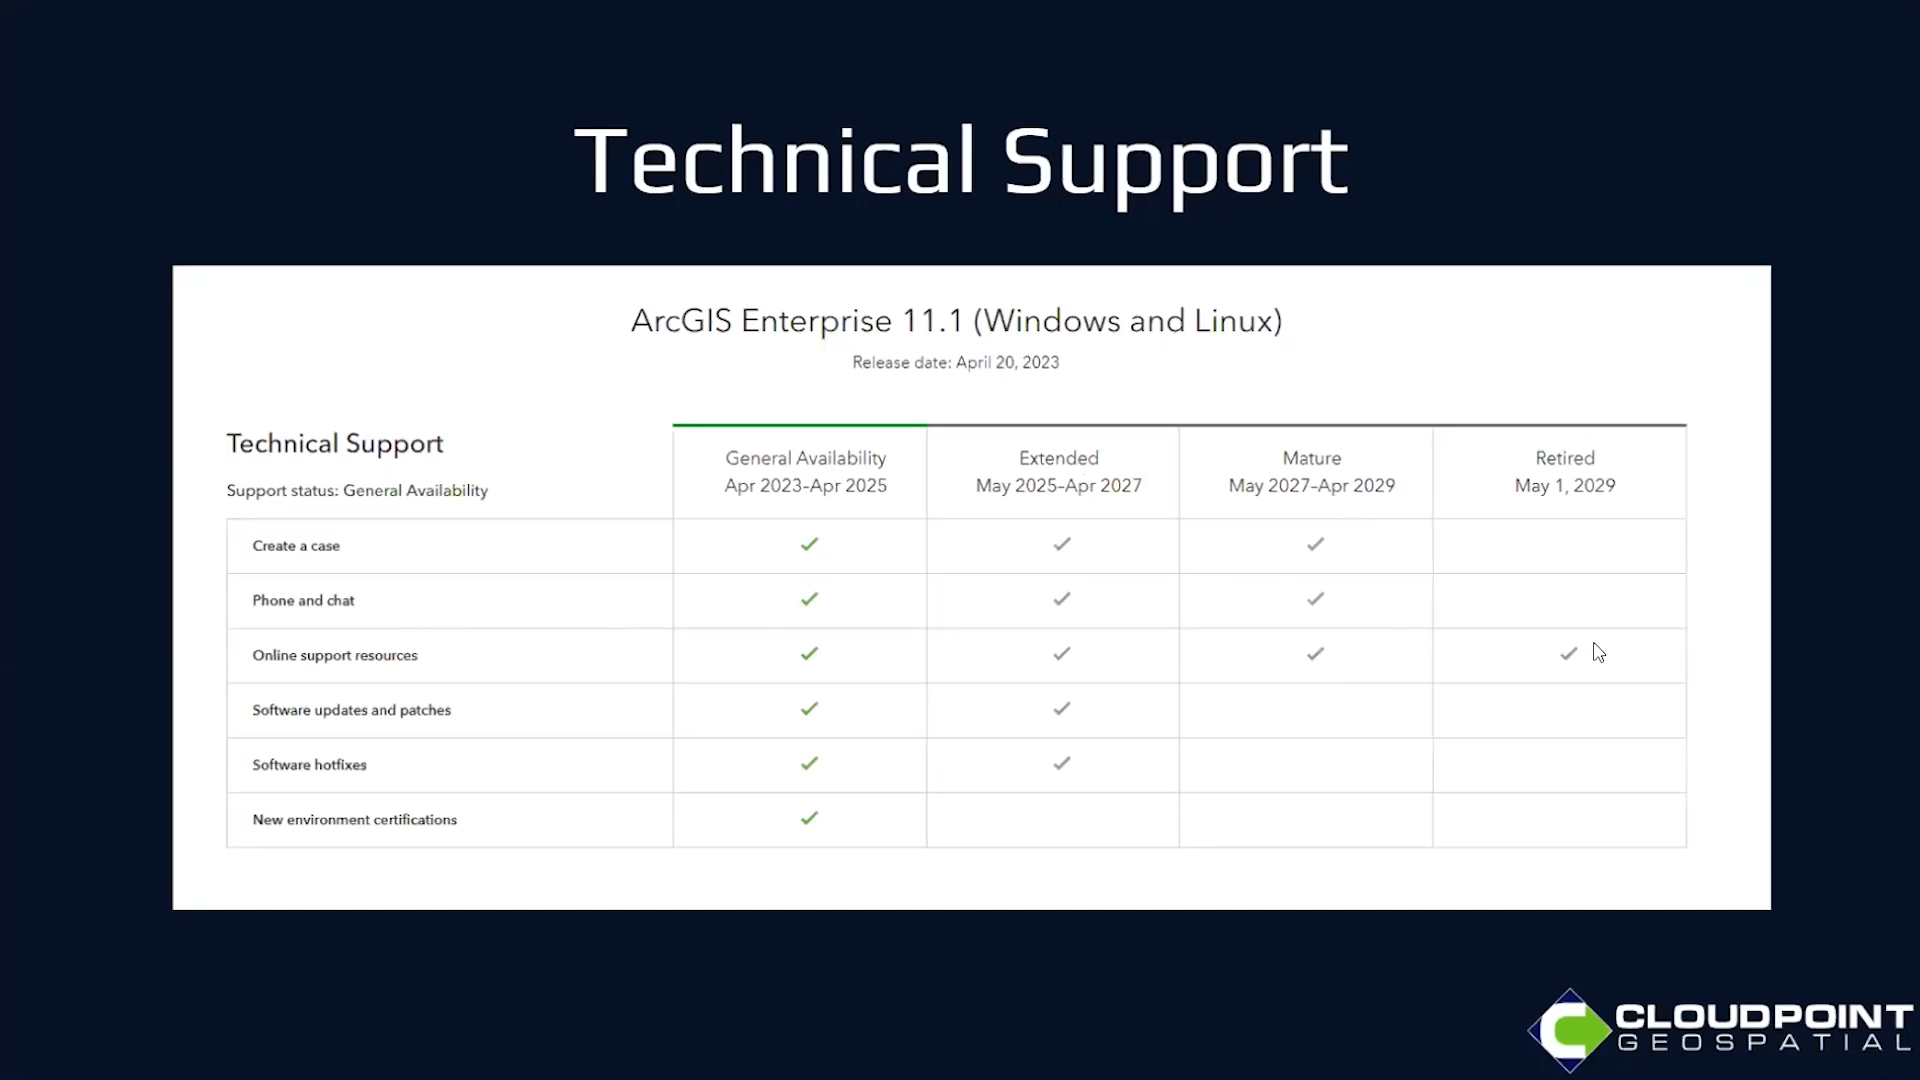 Technical Support
ArcGIS Enterprise 11.1 (Windows and Linux)
Release date: April 20, 2023
Technical Support
Support status: General Availability
General Availability
Apr 2023–Apr 2025
Extended
May 2025–Apr 2027
Mature
May 2027–Apr 2029
Retired
May 1, 2029
Create a case
Phone and chat
Online support resources
Software updates and patches
Software hotfixes
New environment certifications
CLOUDPOINT
GEOSPATIAL